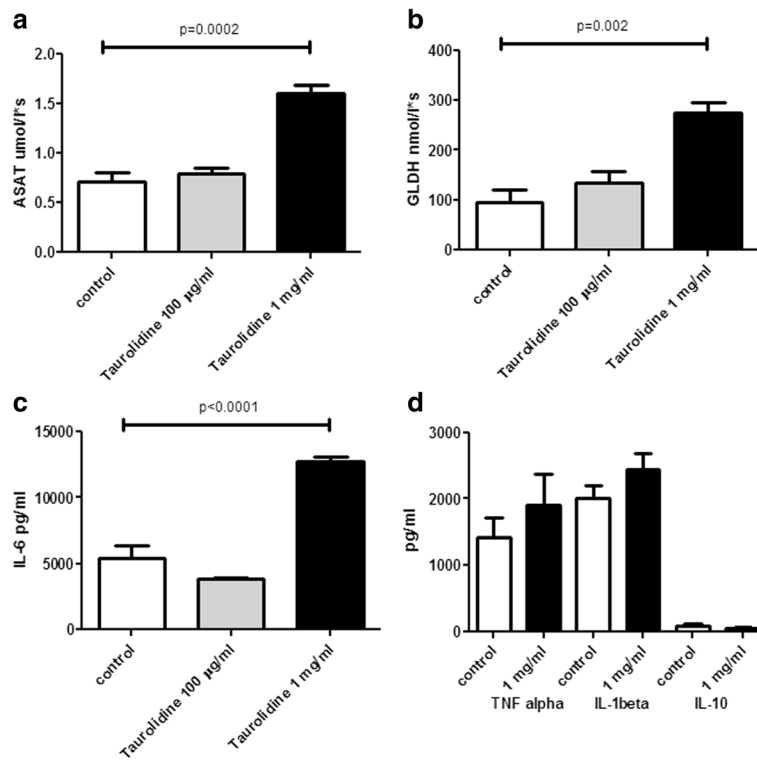 a
p=0.0002
ASAT umol/l*s
2.0
1.5
1.0
0.5
0.0
control
Taurolidine 100 µg/ml
Taurolidine 1 mg/ml
b
p=0.002
GLDH nmol/l*s
400
300
200
100
0
control
Taurolidine 100 µg/ml
Taurolidine 1 mg/ml
c
p<0.0001
IL-6 pg/ml
15000
10000
5000
0
control
Taurolidine 100 µg/ml
Taurolidine 1 mg/ml
d
pg/ml
3000
2000
1000
0
control
1 mg/ml
control
1 mg/ml
control
1 mg/ml
TNF alpha
IL-1beta
IL-10